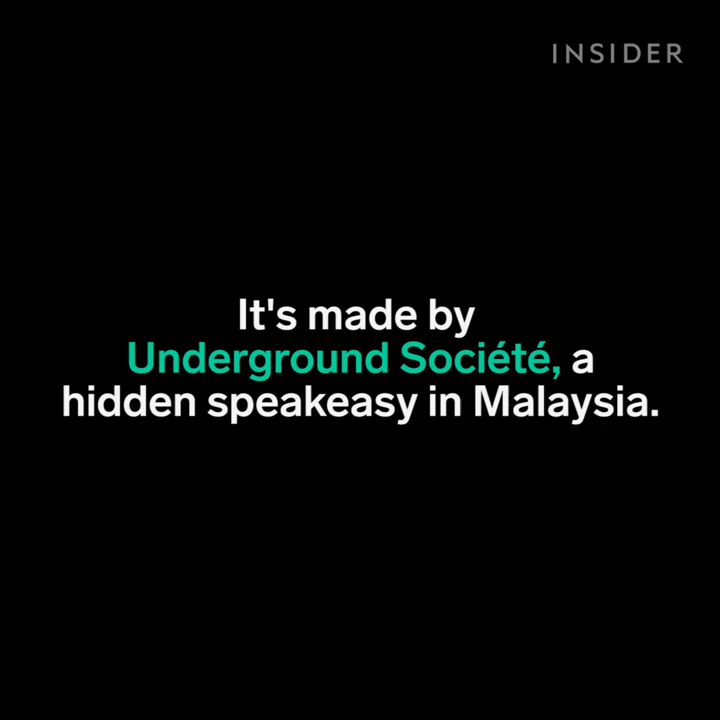 INSIDER
It's made by
Underground Société, a
hidden speakeasy in Malaysia.